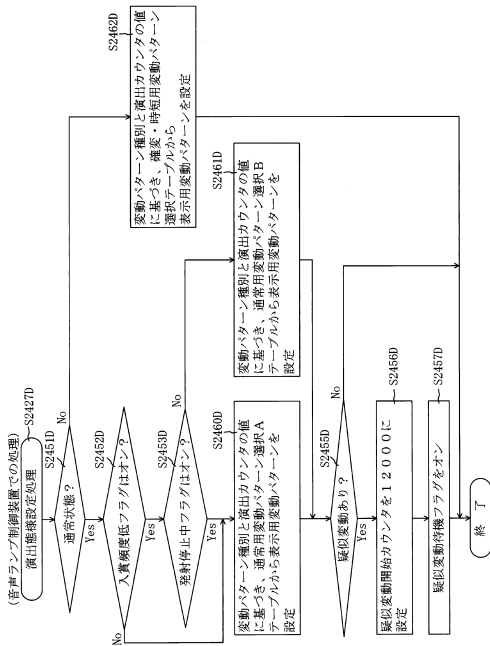 (音声ランプ制御装置での処理)
演出態様設定処理
S2427D
S2451D
通常状態?
No
Yes
S2452D
入賞頻度低フラグはオン?
No
Yes
S2453D
発射停止中フラグはオン?
No
Yes
S2460D
変動パターン種別と演出カウンタの値
に基づき、通常用変動パターン選択A
テーブルから表示用変動パターンを
設定
S2461D
変動パターン種別と演出カウンタの値
に基づき、通常用変動パターン選択B
テーブルから表示用変動パターンを
設定
S2462D
変動パターン種別と演出カウンタの値
に基づき、確変・時短用変動パターン
選択テーブルから
表示用変動パターンを設定
S2455D
疑似変動あり?
No
Yes
S2456D
疑似変動開始カウンタを12000に
設定
S2457D
疑似変動待機フラグをオン
終了